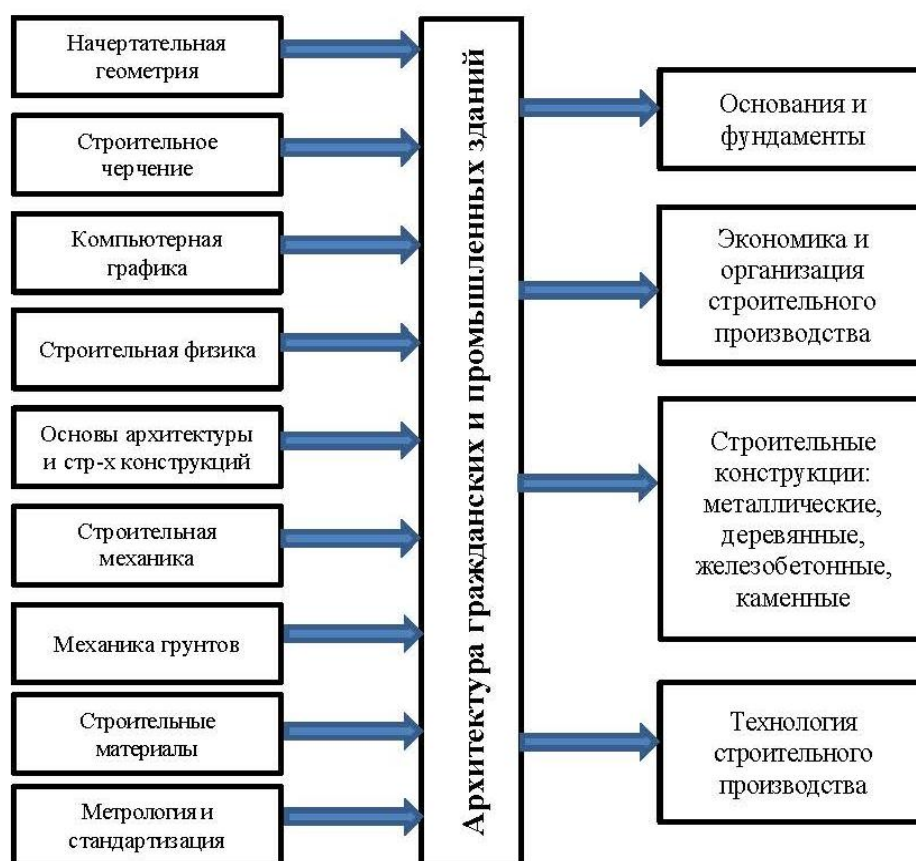 Начертательная
геометрия
Строительное
черчение
Компьютерная
графика
Строительная физика
Основы архитектуры
и стр-х конструкций
Строительная
механика
Механика грунтов
Строительные
материалы
Метрология и
стандартизация
Архитектура гражданских и промышленных зданий
Основания и
фундаменты
Экономика и
организация
строительного
производства
Строительные
конструкции:
металлические,
деревянные,
железобетонные,
каменные
Технология
строительного
производства